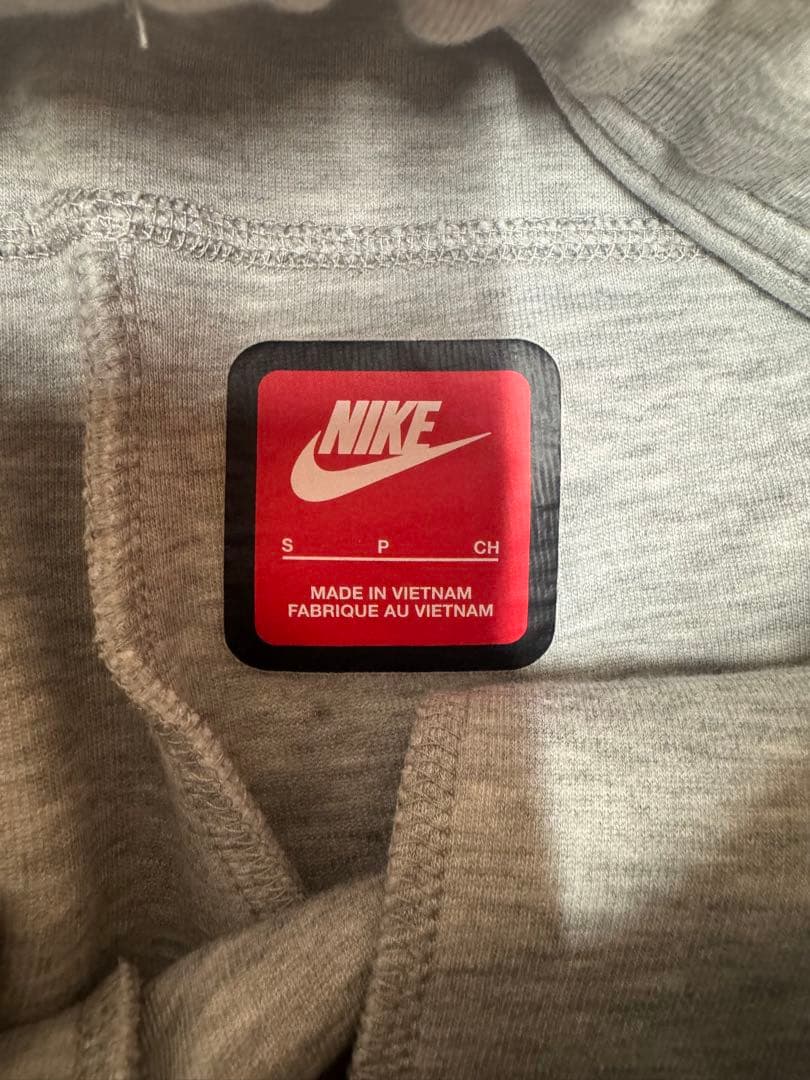 NIKE
S P CH
MADE IN VIETNAM
FABRIQUE AU VIETNAM